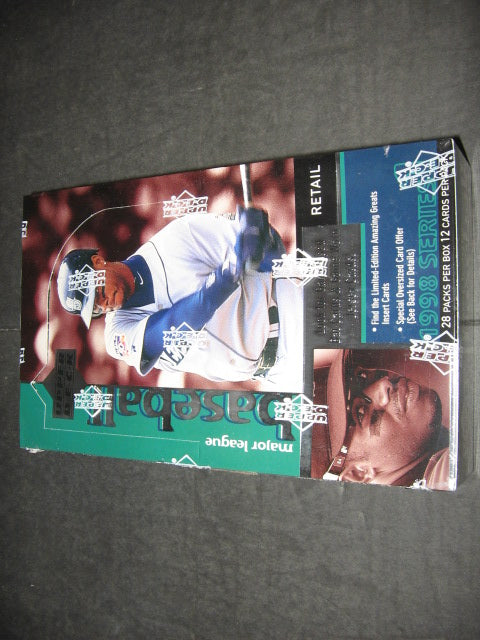 major league
baseball
UPPER DECK
RETAIL
• Find the Limited-Edition Amazing Greats
Insert Cards
• Special Oversized Card Offer
(See Back for Details)
1998 SERIES
28 PACKS PER BOX 12 CARDS PER PACK